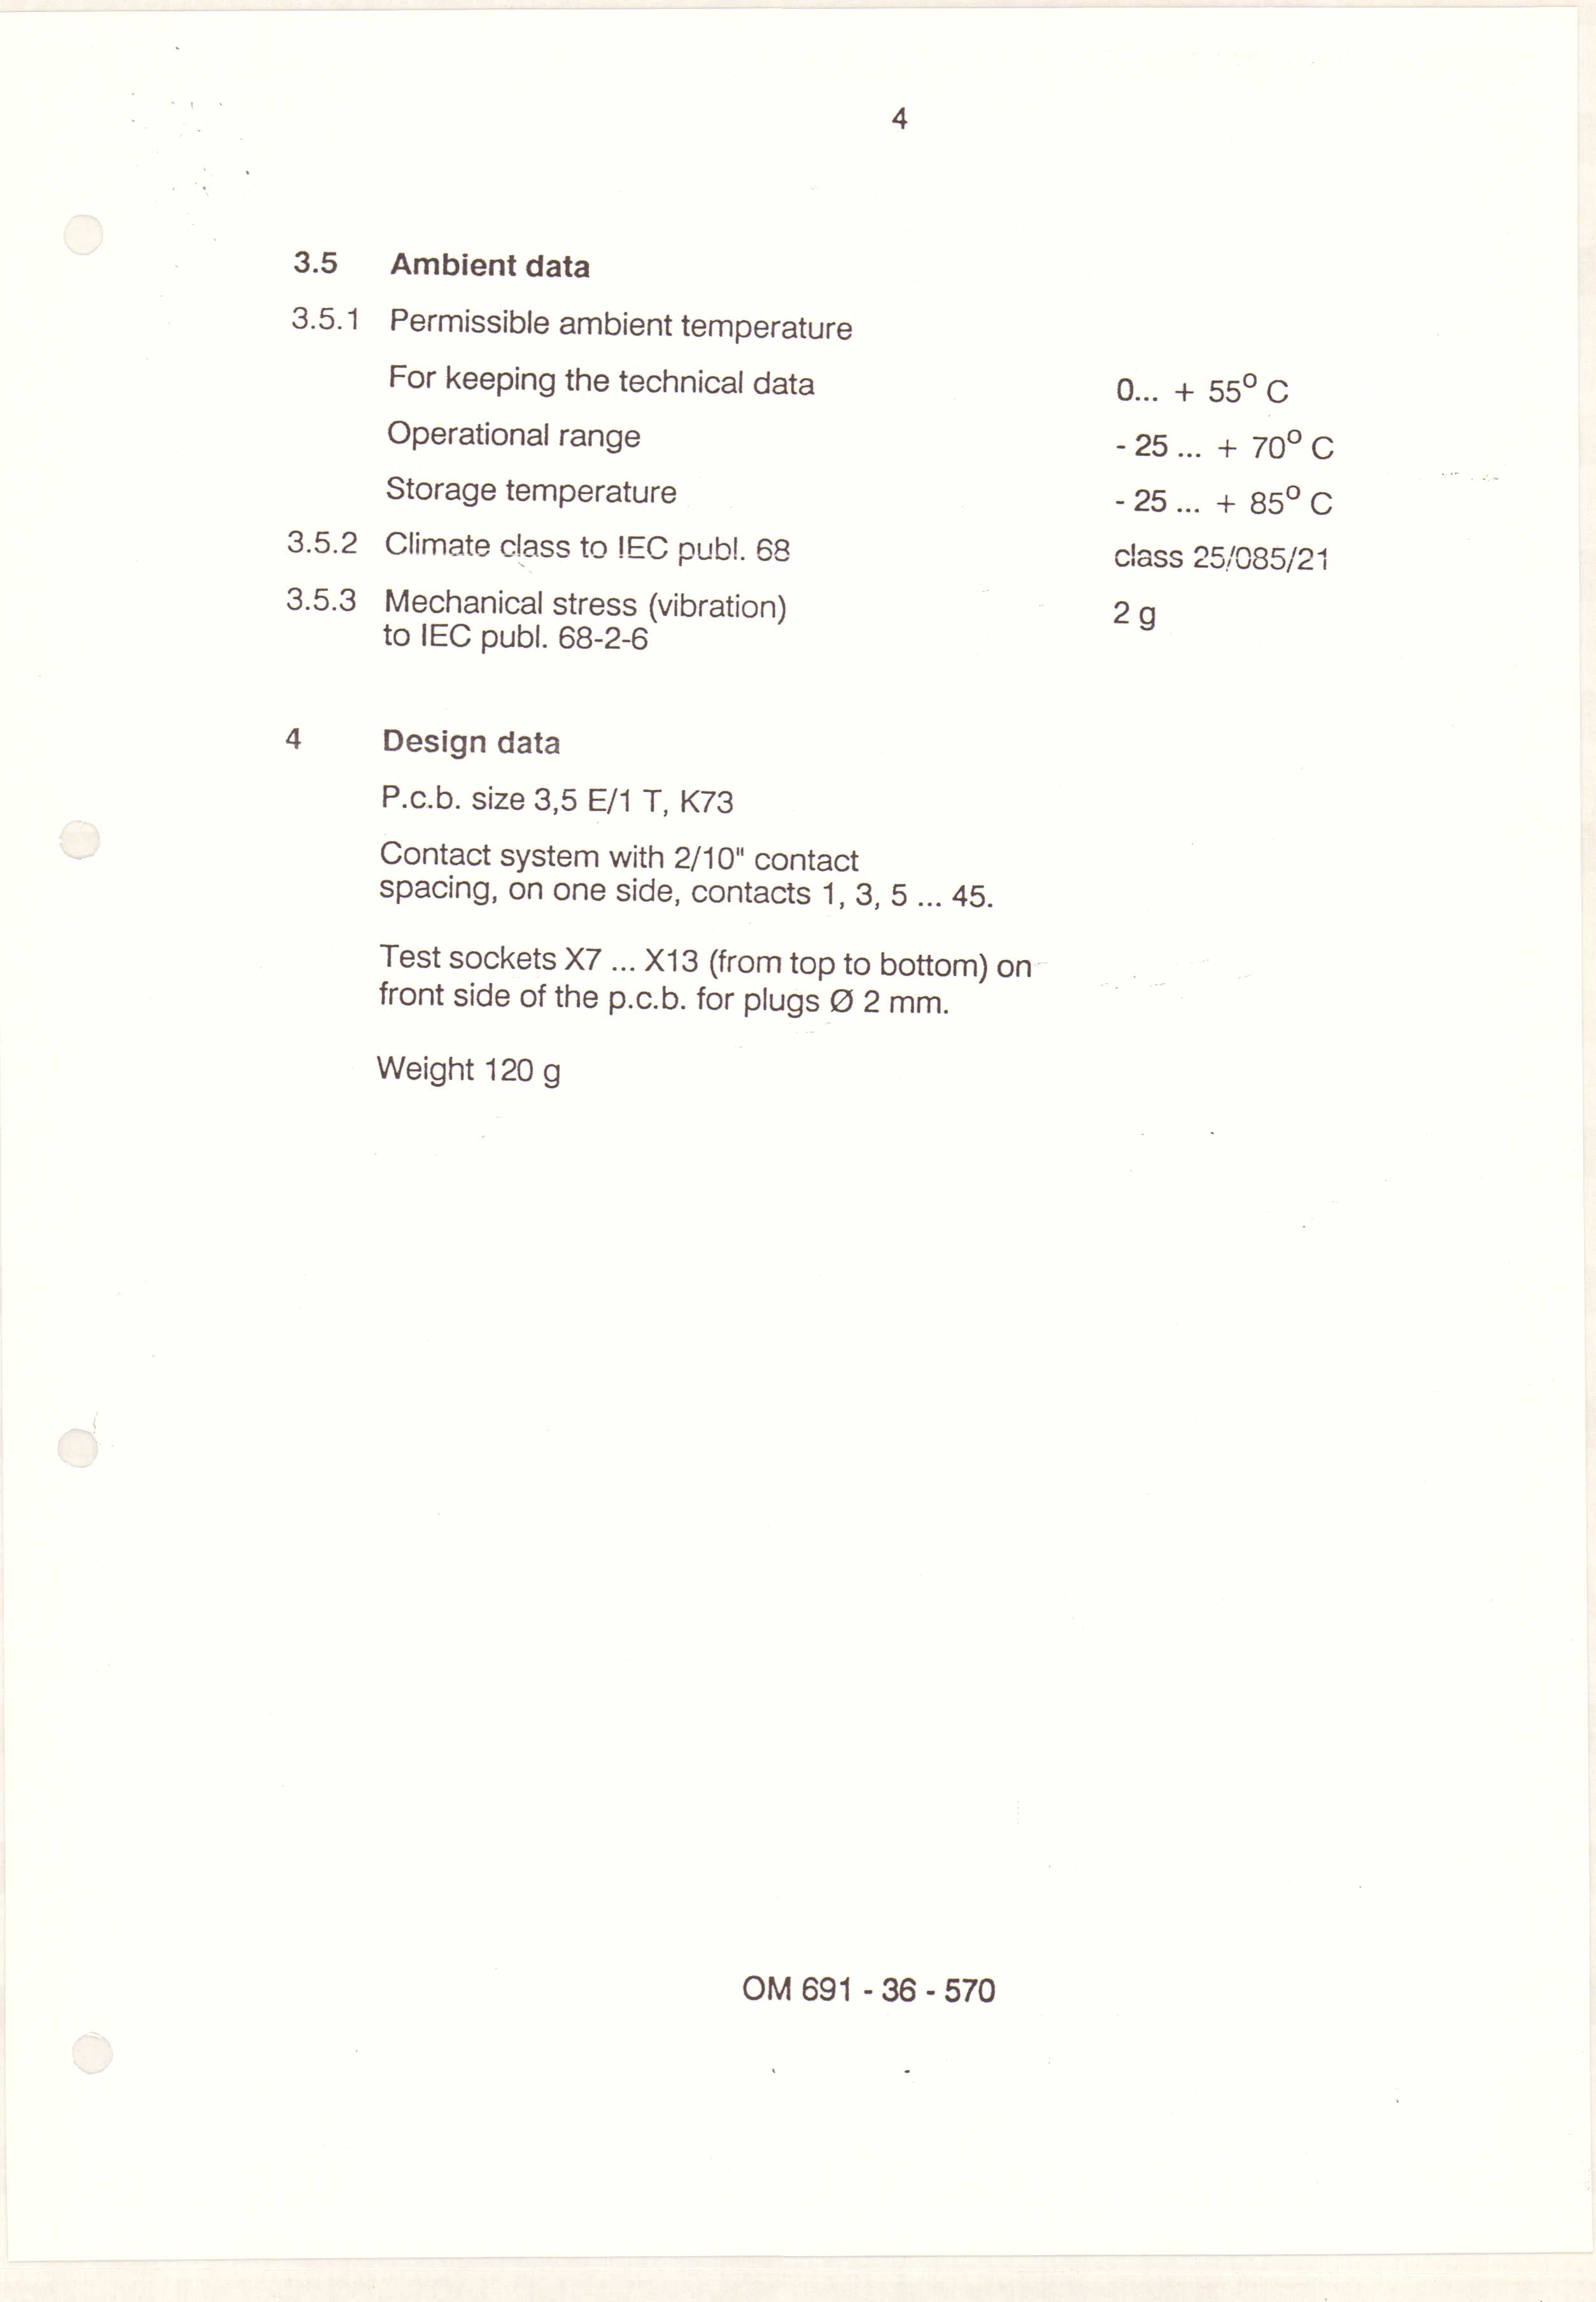 4
3.5 Ambient data
3.5.1 Permissible ambient temperature
For keeping the technical data 0... + 55° C
Operational range - 25 ... + 70° C
Storage temperature - 25 ... + 85° C
3.5.2 Climate class to IEC publ. 68 class 25/085/21
3.5.3 Mechanical stress (vibration) 2 g
to IEC publ. 68-2-6
4 Design data
P.c.b. size 3,5 E/1 T, K73
Contact system with 2/10" contact
spacing, on one side, contacts 1, 3, 5 ... 45.
Test sockets X7 ... X13 (from top to bottom) on
front side of the p.c.b. for plugs Ø 2 mm.
Weight 120 g
OM 691 - 36 - 570